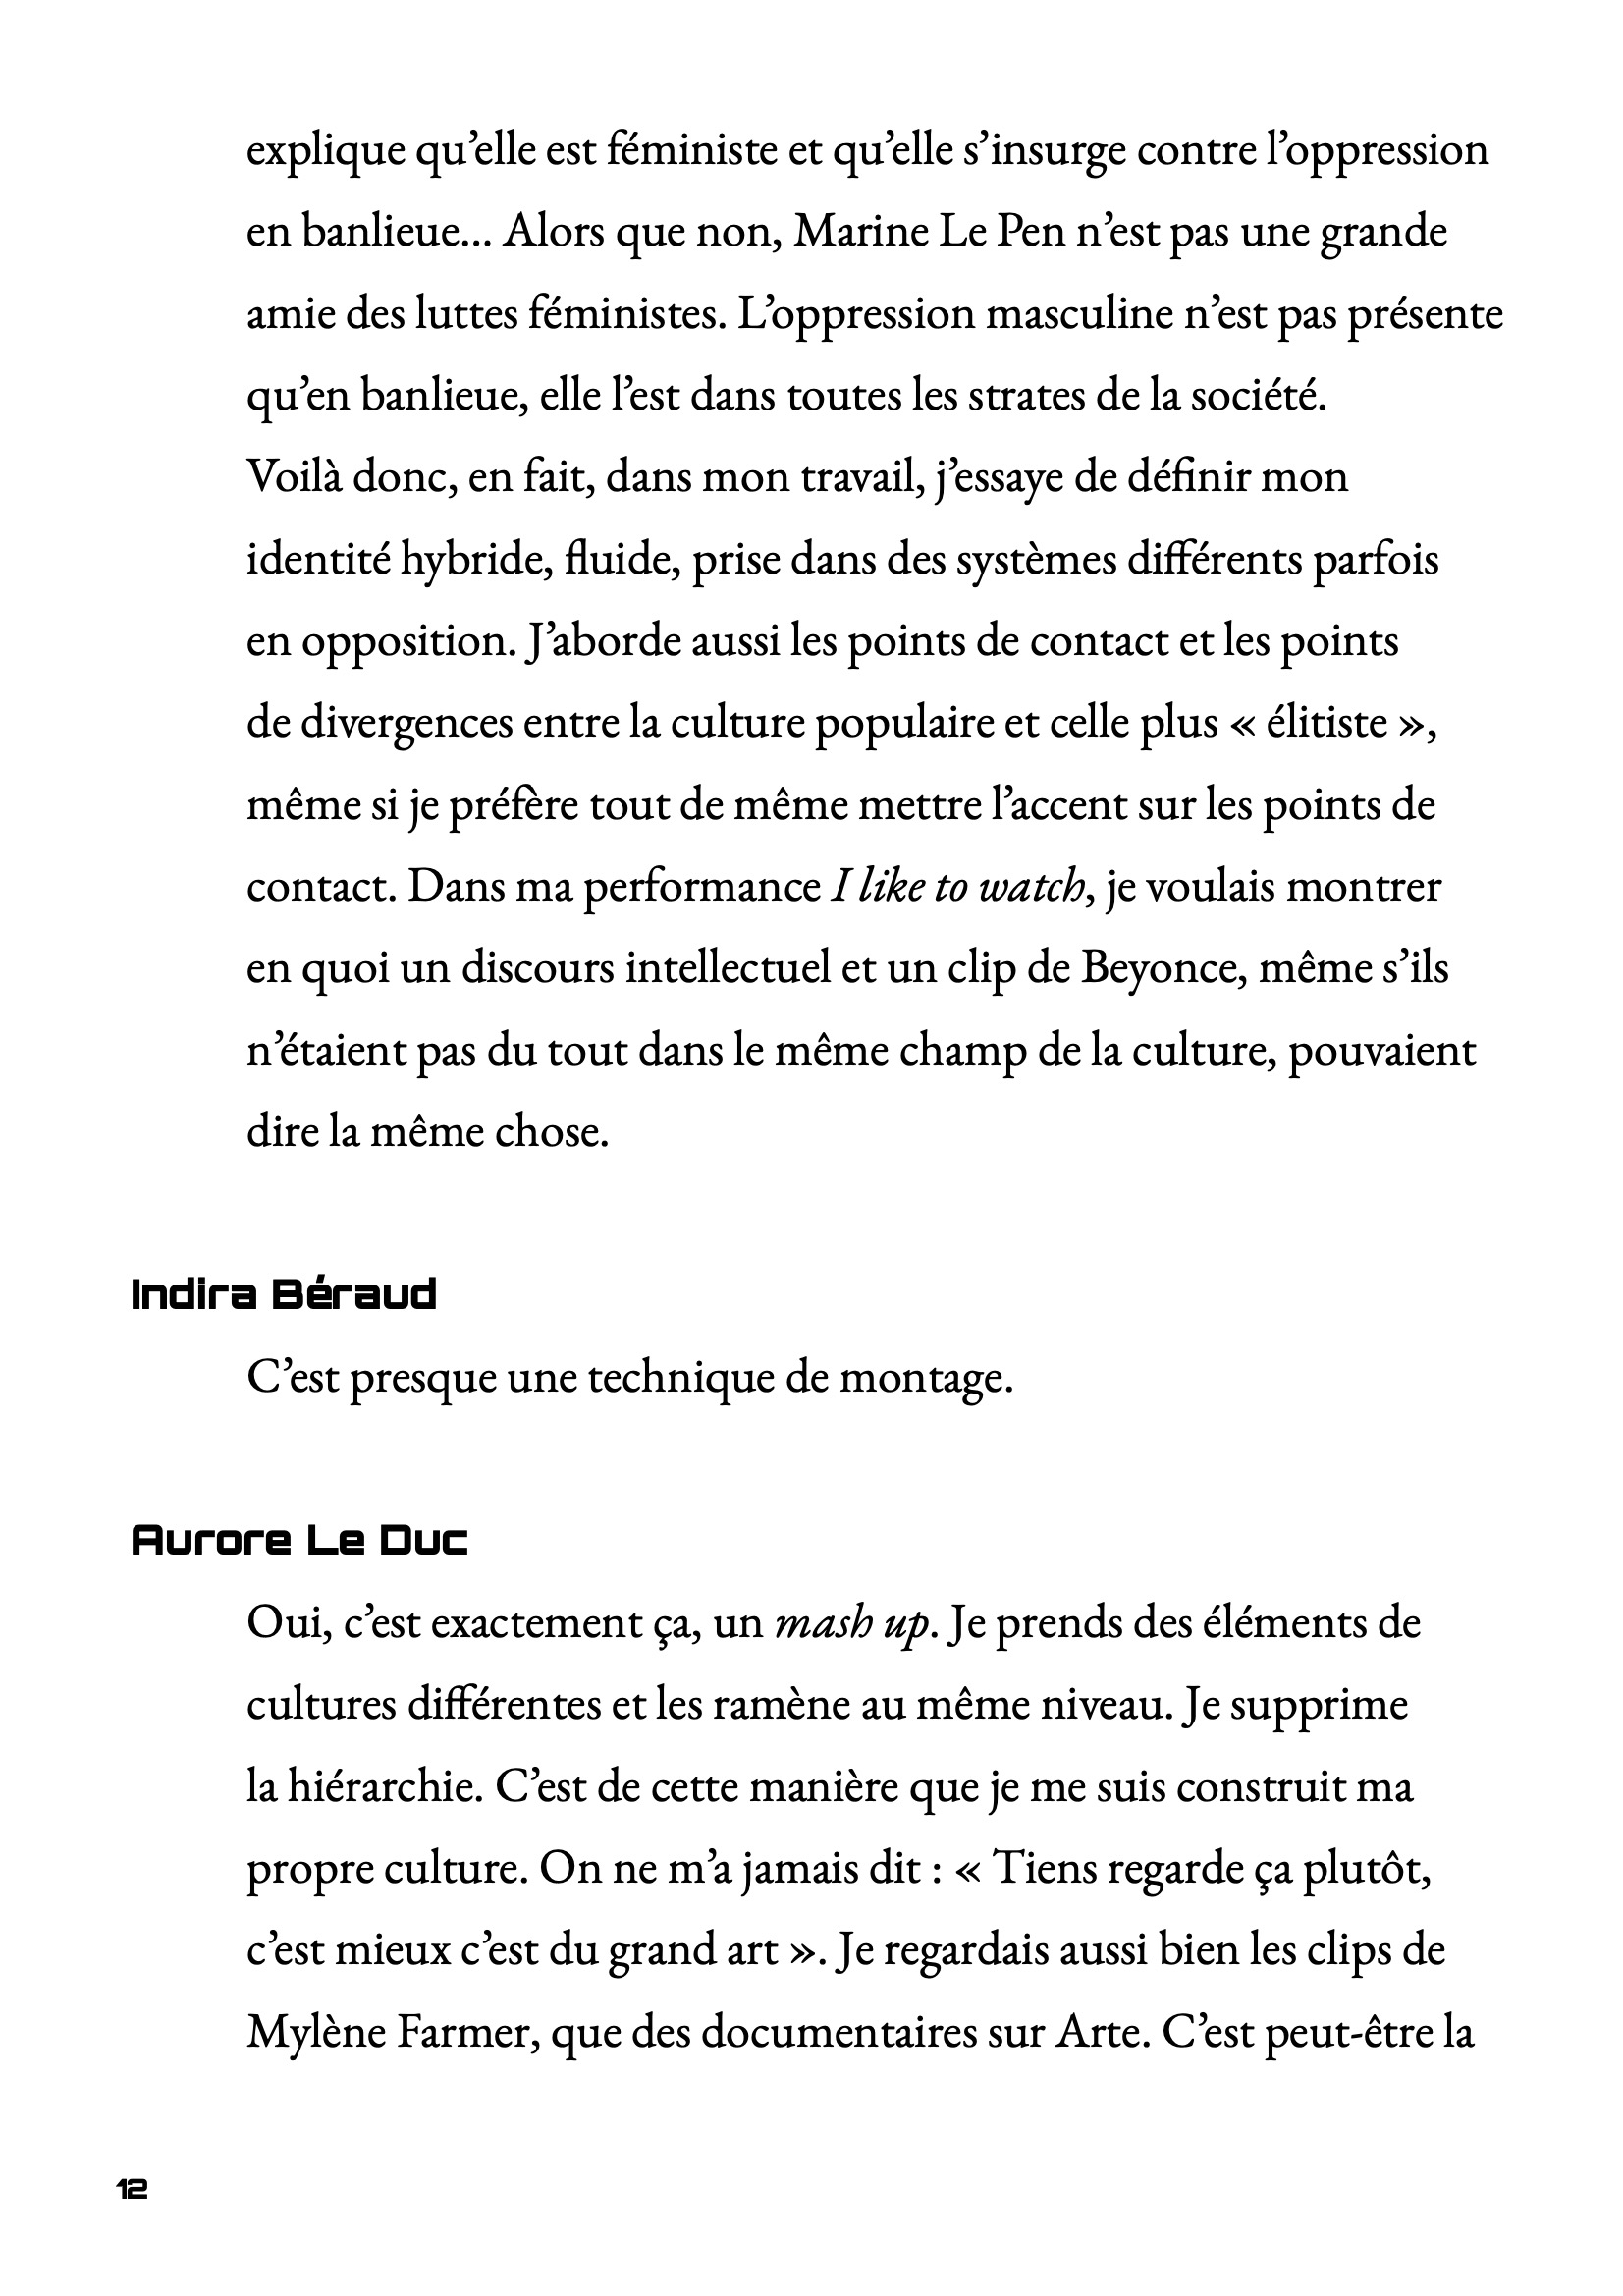 explique qu’elle est féministe et qu’elle s’insurge contre l’oppression
en banlieue... Alors que non, Marine Le Pen n’est pas une grande
amie des luttes féministes. L’oppression masculine n’est pas présente
qu’en banlieue, elle l’est dans toutes les strates de la société.
Voilà donc, en fait, dans mon travail, j’essaye de définir mon
identité hybride, fluide, prise dans des systèmes différents parfois
en opposition. J’aborde aussi les points de contact et les points
de divergences entre la culture populaire et celle plus « élitiste »,
même si je préfère tout de même mettre l’accent sur les points de
contact. Dans ma performance I like to watch, je voulais montrer
en quoi un discours intellectuel et un clip de Beyonce, même s’ils
n’étaient pas du tout dans le même champ de la culture, pouvaient
dire la même chose.
Indira Béraud
C’est presque une technique de montage.
Aurore Le Duc
Oui, c’est exactement ça, un mash up. Je prends des éléments de
cultures différentes et les ramène au même niveau. Je supprime
la hiérarchie. C’est de cette manière que je me suis construit ma
propre culture. On ne m’a jamais dit : « Tiens regarde ça plutôt,
c’est mieux c’est du grand art ». Je regardais aussi bien les clips de
Mylène Farmer, que des documentaires sur Arte. C’est peut-être la
12